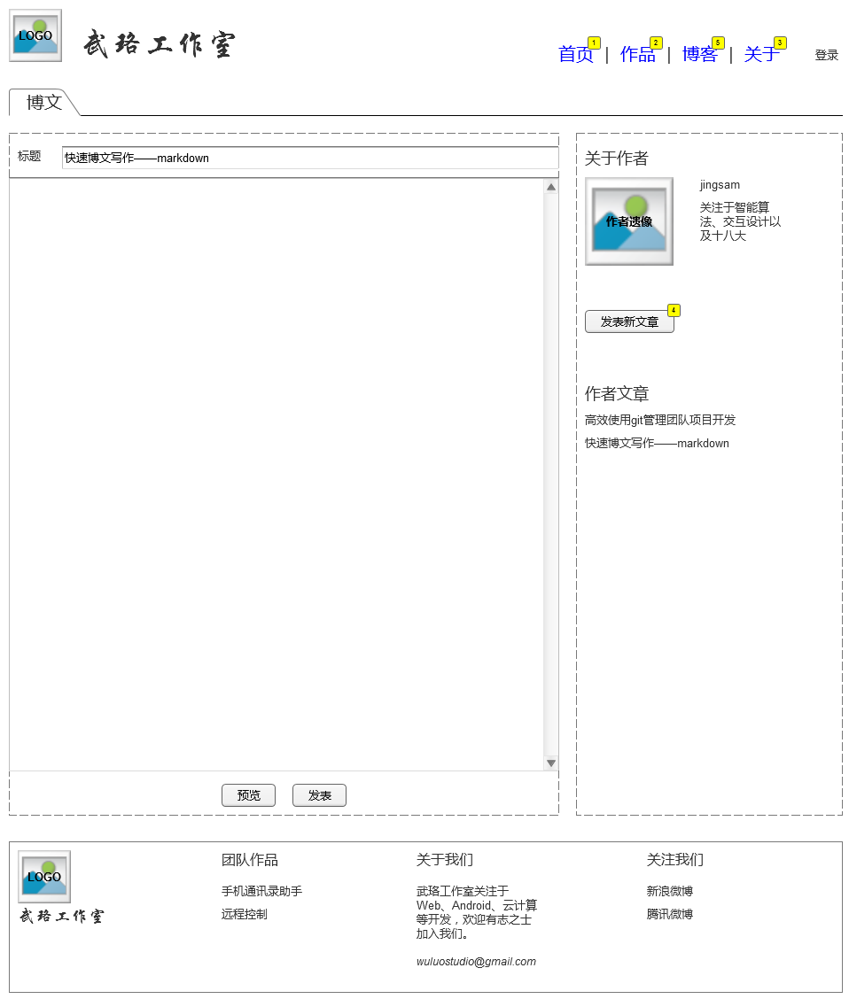 LOGO
武珞工作室
首页 1 | 作品 2 | 博客 5 | 关于 3 登录
博文
标题 快速博文写作——markdown
预览 发表
关于作者
作者遗像
jingsam
关注于智能算
法、交互设计以
及十八大
发表新文章 4
作者文章
高效使用git管理团队项目开发
快速博文写作——markdown
LOGO
武珞工作室
团队作品
手机通讯录助手
远程控制
关于我们
武珞工作室关注于
Web、Android、云计算
等开发，欢迎有志之士
加入我们。
wuluostudio@gmail.com
关注我们
新浪微博
腾讯微博